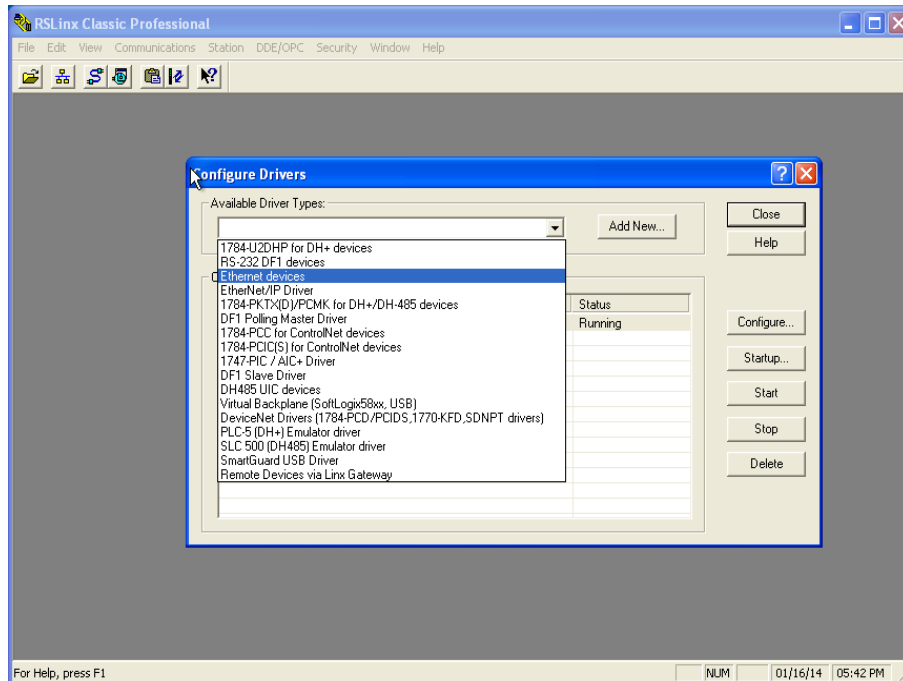 RSLinx Classic Professional
File Edit View Communications Station DDE/OPC Security Window Help
Configure Drivers
Available Driver Types:
Add New...
Close
Help
1784-U2DHP for DH+ devices
RS-232 DF1 devices
Ethernet devices
EtherNet/IP Driver
1784-PKTX(D)/PCMK for DH+/DH-485 devices
DF1 Polling Master Driver
1784-PCC for ControlNet devices
1784-PCIC(S) for ControlNet devices
1747-PIC / AIC+ Driver
DF1 Slave Driver
DH485 UIC devices
Virtual Backplane (SoftLogix58xx, USB)
DeviceNet Drivers (1784-PCD/PCIDS,1770-KFD,SDNPT drivers)
PLC-5 (DH+) Emulator driver
SLC 500 (DH485) Emulator driver
SmartGuard USB Driver
Remote Devices via Linx Gateway
Status
Running
Configure...
Startup...
Start
Stop
Delete
For Help, press F1
NUM
01/16/14
05:42 PM